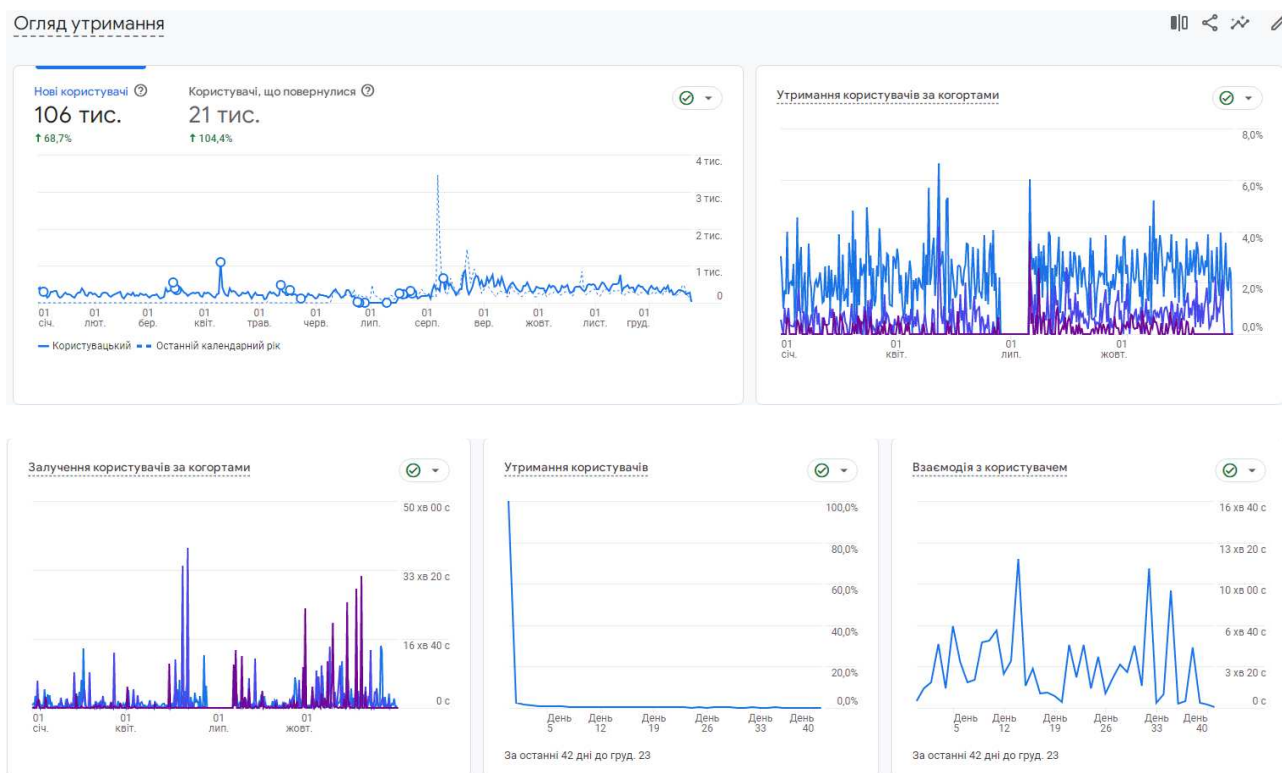 Огляд утримання
Нові користувачі
Користувачі, що повернулися
106 тис.
21 тис.
↑ 68,7%
↑ 104,4%
4 тис.
3 тис.
2 тис.
1 тис.
0
01 січ.
01 лют.
01 бер.
01 квіт.
01 трав.
01 черв.
01 лип.
01 серп.
01 вер.
01 жовт.
01 лист.
01 груд.
Користувацький
Останній календарний рік
Утримання користувачів за когортами
8,0%
6,0%
4,0%
2,0%
0,0%
01 січ.
01 квіт.
01 лип.
01 жовт.
Залучення користувачів за когортами
50 хв 00 с
33 хв 20 с
16 хв 40 с
0 с
01 січ.
01 квіт.
01 лип.
01 жовт.
Утримання користувачів
100,0%
80,0%
60,0%
40,0%
20,0%
0,0%
День 5
День 12
День 19
День 26
День 33
День 40
За останні 42 дні до груд. 23
Взаємодія з користувачем
16 хв 40 с
13 хв 20 с
10 хв 00 с
6 хв 40 с
3 хв 20 с
0 с
День 5
День 12
День 19
День 26
День 33
День 40
За останні 42 дні до груд. 23